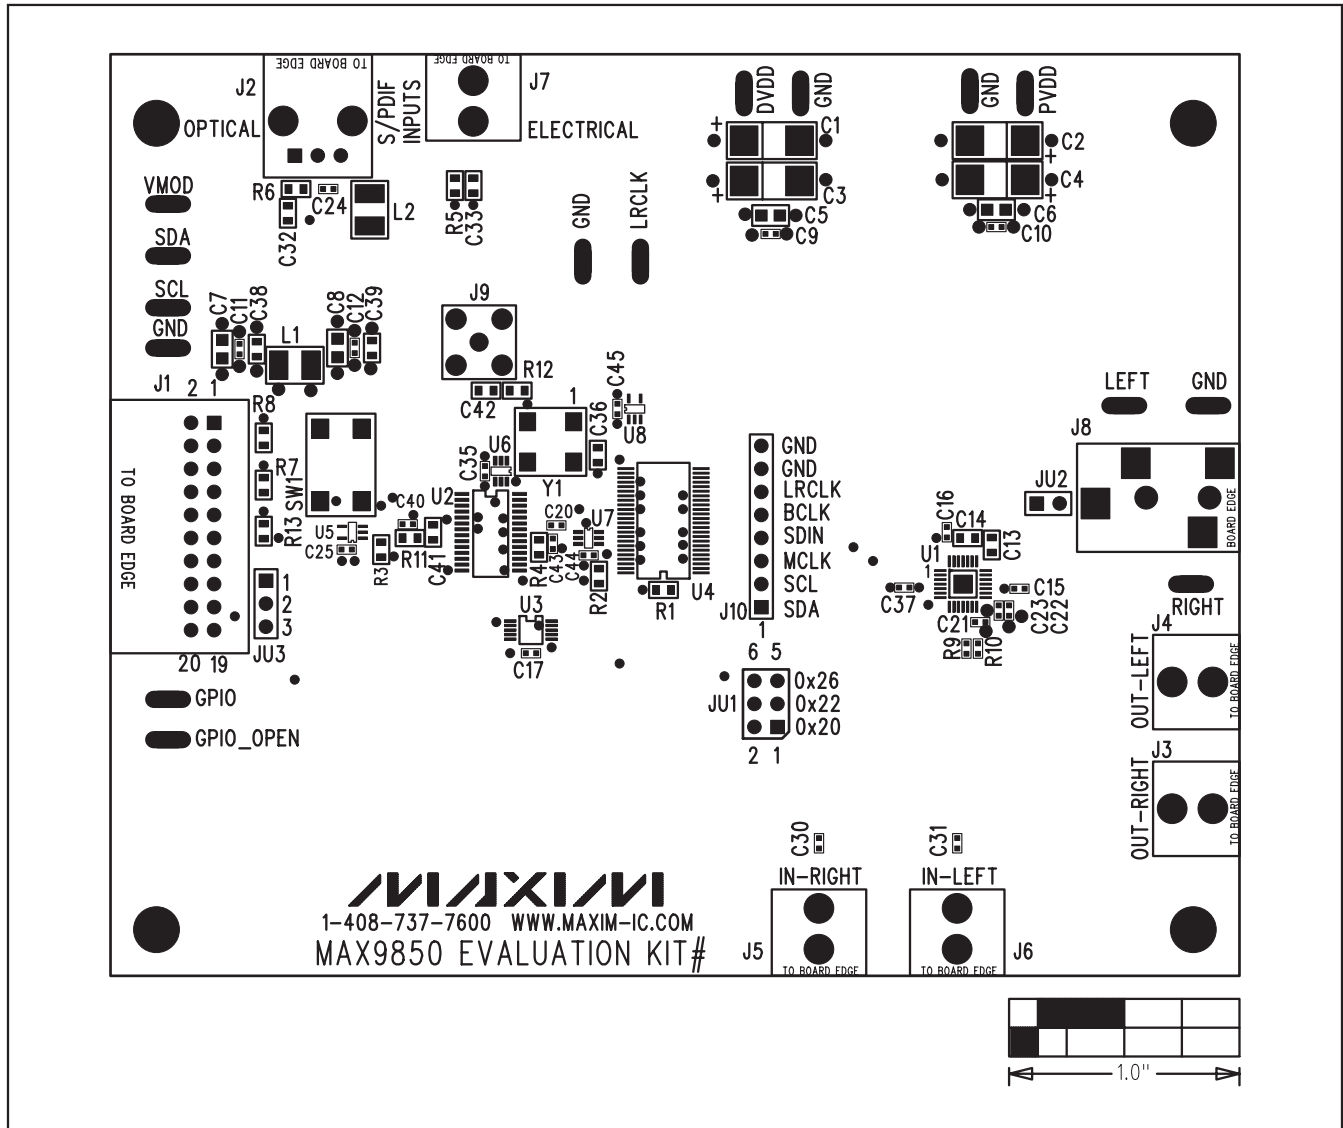 TO BOARD EDGE
J2
S/PDIF
INPUTS
OPTICAL
TO BOARD EDGE
J7
ELECTRICAL
DVDD
GND
+
C1
C3
+
C5
C9
GND
PVDD
C2
+
C4
+
C6
C10
VMOD
SDA
SCL
GND
R6
C24
C32
L2
R5
C33
GND
LRCLK
C7
C11
C38
L1
C8
C12
C39
J9
R12
C42
C45
U8
J1
2 1
TO BOARD EDGE
20 19
R8
R7
R13
SW1
JU3
1
2
3
U5
C25
C40
R3
R11
C41
U2
C35
U6
1
Y1
C36
C20
U7
R4
C43
C44
R2
U3
C17
U4
R1
GND
GND
LRCLK
BCLK
SDIN
MCLK
SCL
SDA
J10
1
6 5
JU1
0x26
0x22
0x20
2 1
LEFT
GND
J8
BOARD EDGE
JU2
RIGHT
C16
C14
C13
U1
1
C37
C15
C21
C23
C22
R9
R10
J4
OUT-LEFT
TO BOARD EDGE
J3
OUT-RIGHT
TO BOARD EDGE
GPIO
GPIO_OPEN
C30
C31
IN-RIGHT
IN-LEFT
J5
TO BOARD EDGE
TO BOARD EDGE
J6
MAXIM
1-408-737-7600 WWW.MAXIM-IC.COM
MAX9850 EVALUATION KIT#
1.0"